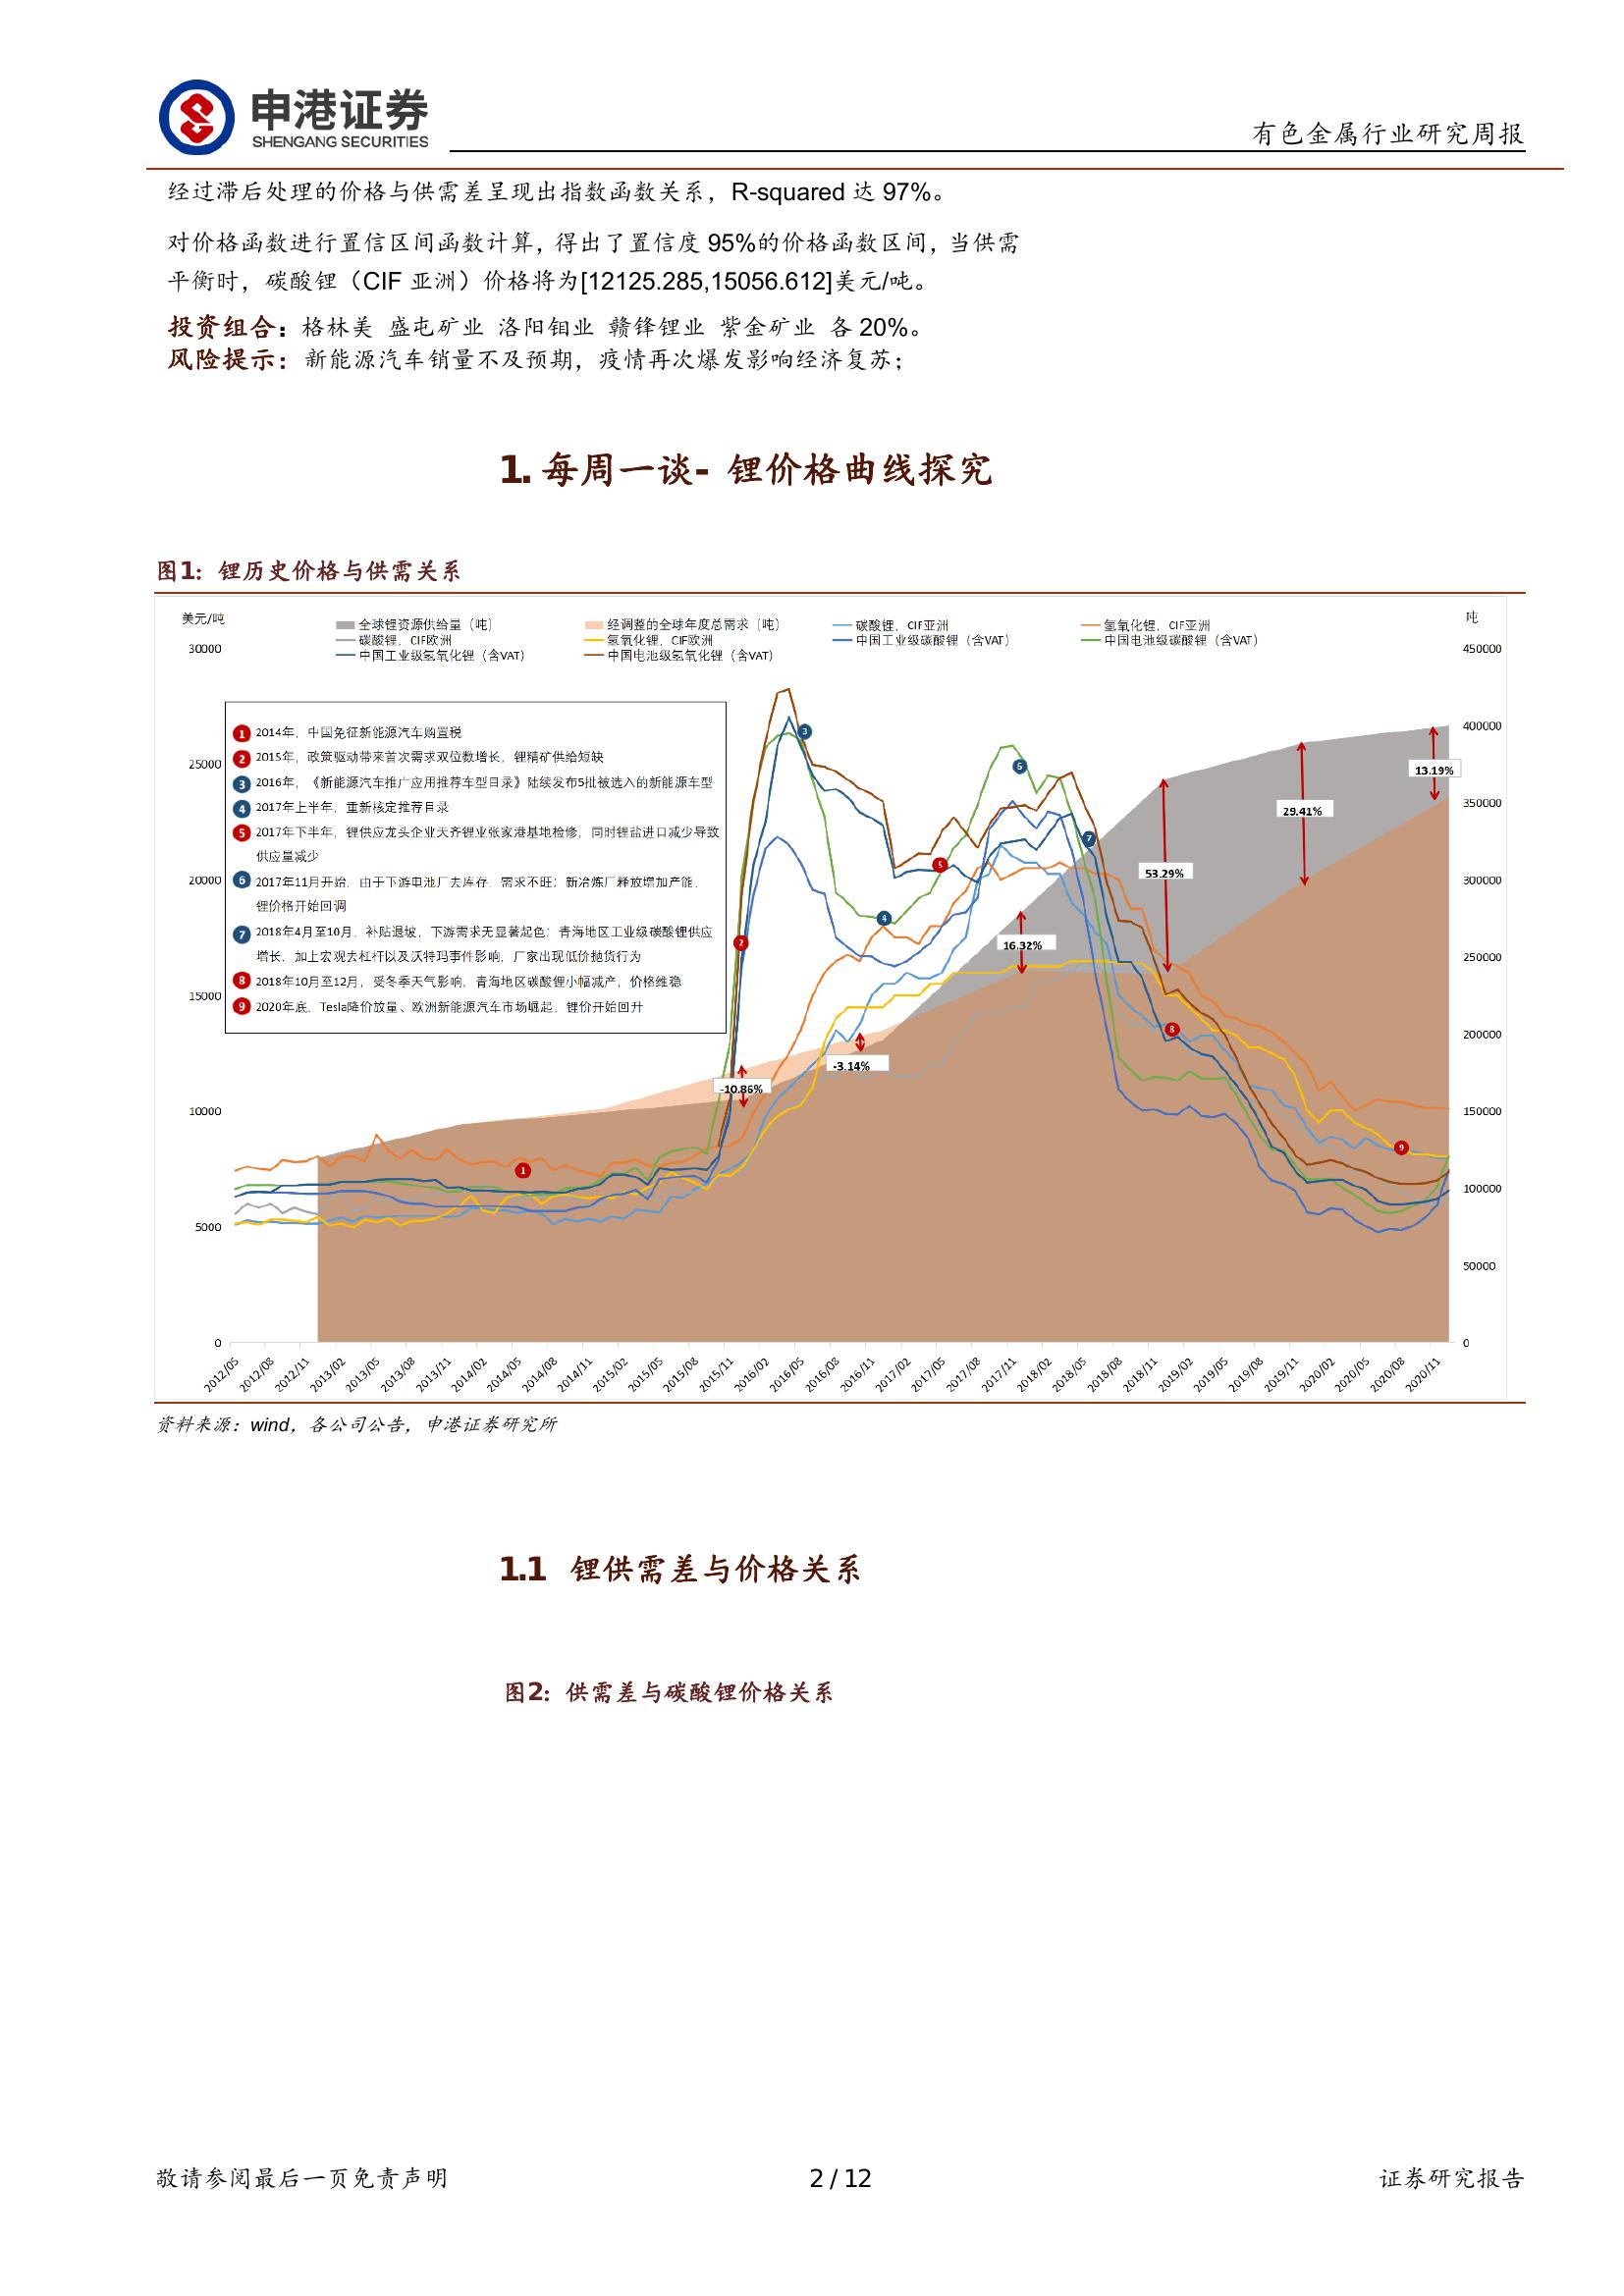 申港证券
SHENGANG SECURITIES
有色金属行业研究周报
经过滞后处理的价格与供需差呈现出指数函数关系，R-squared 达 97%。
对价格函数进行置信区间函数计算，得出了置信度 95%的价格函数区间，当供需
平衡时，碳酸锂（CIF 亚洲）价格将为[12125.285,15056.612]美元/吨。
投资组合：格林美 盛屯矿业 洛阳钼业 赣锋锂业 紫金矿业 各 20%。
风险提示：新能源汽车销量不及预期，疫情再次爆发影响经济复苏；
1. 每周一谈- 锂价格曲线探究
图1：锂历史价格与供需关系
美元/吨
吨
全球锂资源供给量（吨） 经调整的全球年度总需求（吨） 碳酸锂，CIF亚洲 氢氧化锂，CIF亚洲
碳酸锂，CIF欧洲 氢氧化锂，CIF欧洲 中国工业级碳酸锂（含VAT） 中国电池级碳酸锂（含VAT）
中国工业级氢氧化锂（含VAT） 中国电池级氢氧化锂（含VAT）
30000
25000
20000
15000
10000
5000
0
450000
400000
350000
300000
250000
200000
150000
100000
50000
0
1 2014年，中国免征新能源汽车购置税
2 2015年，政策驱动带来首次需求双位数增长，锂精矿供给短缺
3 2016年，《新能源汽车推广应用推荐车型目录》陆续发布5批被选入的新能源车型
4 2017年上半年，重新核定推荐目录
5 2017年下半年，锂供应龙头企业天齐锂业张家港基地检修，同时锂盐进口减少导致
供应量减少
6 2017年11月开始，由于下游电池厂去库存，需求不旺；新冶炼厂释放增加产能，
锂价格开始回调
7 2018年4月至10月，补贴退坡，下游需求无显著起色；青海地区工业级碳酸锂供应
增长，加上宏观去杠杆以及沃特玛事件影响，厂家出现低价抛货行为
8 2018年10月至12月，受冬季天气影响，青海地区碳酸锂小幅减产，价格维稳
9 2020年底，Tesla降价放量、欧洲新能源汽车市场崛起，锂价开始回升
1
2
3
4
5
6
7
8
9
-10.86%
-3.14%
16.32%
53.29%
29.41%
13.19%
2012/05 2012/08 2012/11 2013/02 2013/05 2013/08 2013/11 2014/02 2014/05 2014/08 2014/11 2015/02 2015/05 2015/08 2015/11 2016/02 2016/05 2016/08 2016/11 2017/02 2017/05 2017/08 2017/11 2018/02 2018/05 2018/08 2018/11 2019/02 2019/05 2019/08 2019/11 2020/02 2020/05 2020/08 2020/11
资料来源：wind，各公司公告，申港证券研究所
1.1 锂供需差与价格关系
图2：供需差与碳酸锂价格关系
敬请参阅最后一页免责声明
2 / 12
证券研究报告